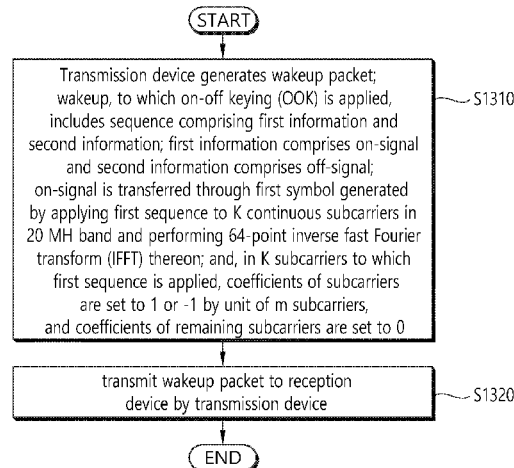 START
Transmission device generates wakeup packet;
wakeup, to which on-off keying (OOK) is applied,
includes sequence comprising first information and
second information; first information comprises on-signal
and second information comprises off-signal;
on-signal is transferred through first symbol generated
by applying first sequence to K continuous subcarriers in
20 MH band and performing 64-point inverse fast Fourier
transform (IFFT) thereon; and, in K subcarriers to which
first sequence is applied, coefficients of subcarriers
are set to 1 or -1 by unit of m subcarriers,
and coefficients of remaining subcarriers are set to 0
S1310
transmit wakeup packet to reception
device by transmission device
S1320
END